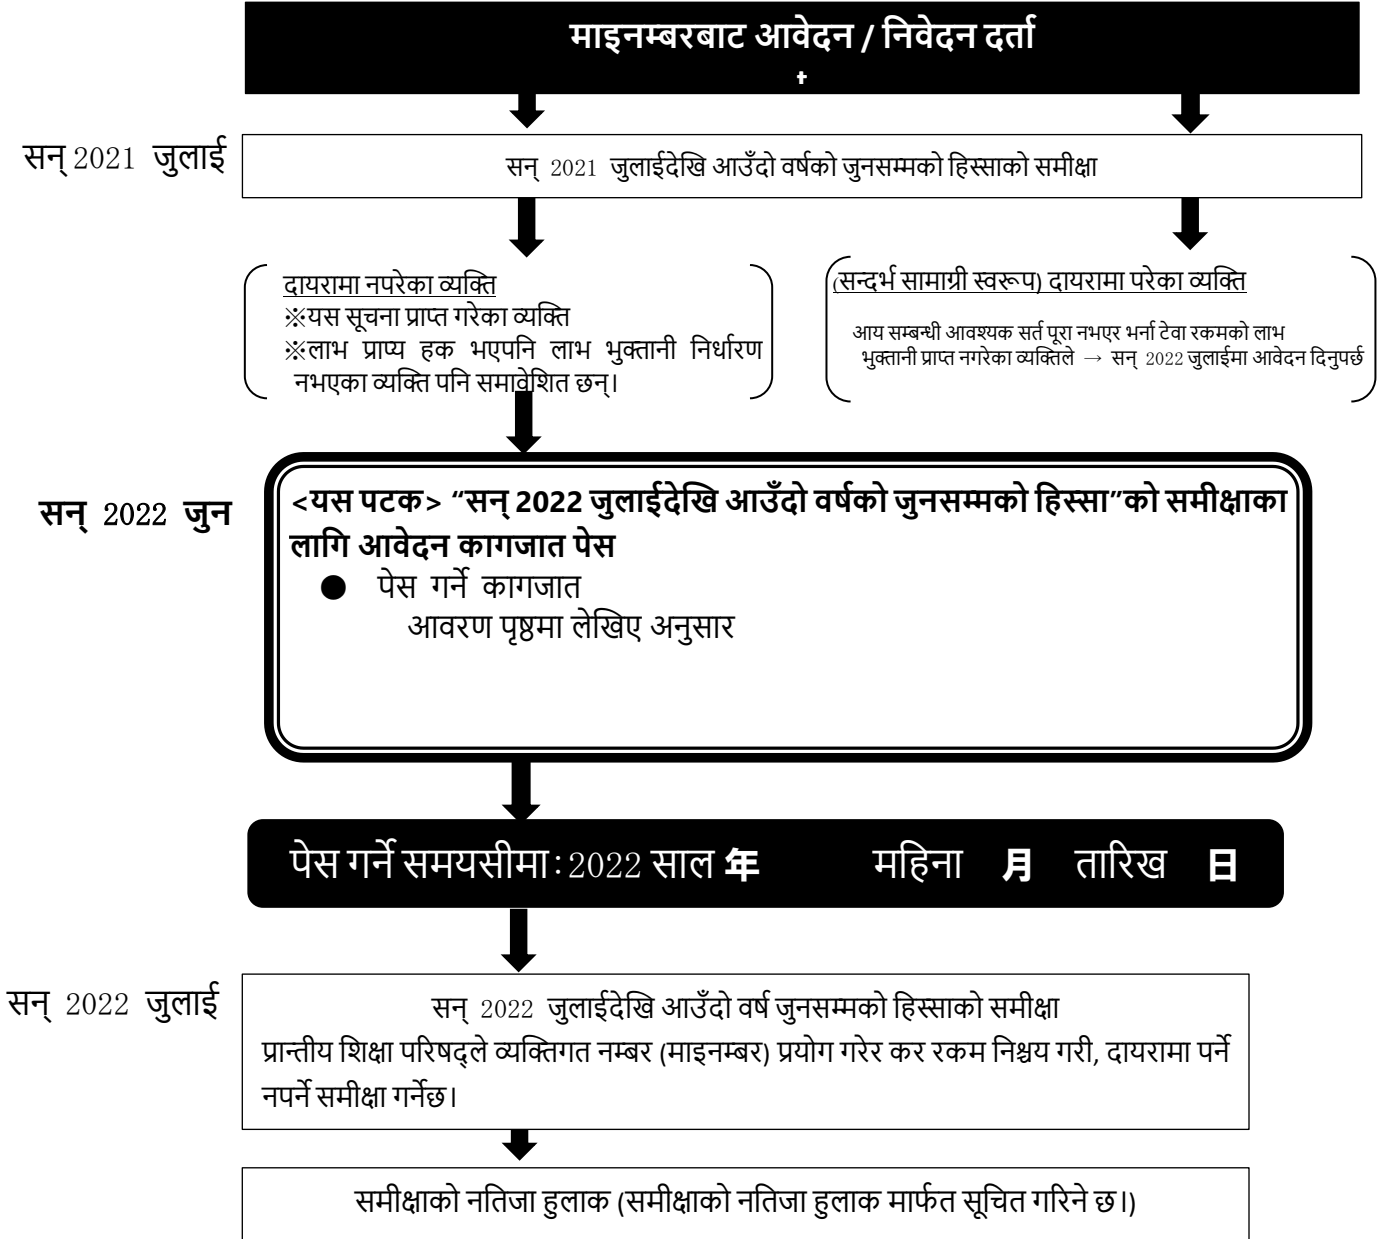 माइनम्बरबाट आवेदन / निवेदन दर्ता
सन् 2021 जुलाई
सन् 2021 जुलाईदेखि आउँदो वर्षको जुनसम्मको हिस्साको समीक्षा
दायरामा नपरेका व्यक्ति
※यस सूचना प्राप्त गरेका व्यक्ति
※लाभ प्राप्य हक भएपनि लाभ भुक्तानी निर्धारण
नभएका व्यक्ति पनि समावेशित छन्।
(सन्दर्भ सामाग्री स्वरूप) दायरामा परेका व्यक्ति
आय सम्बन्धी आवश्यक सर्त पूरा नभएर भर्ना टेवा रकमको लाभ
भुक्तानी प्राप्त नगरेका व्यक्तिले → सन् 2022 जुलाईमा आवेदन दिनुपर्छ
सन् 2022 जुन
<यस पटक> “सन् 2022 जुलाईदेखि आउँदो वर्षको जुनसम्मको हिस्सा”को समीक्षाका
लागि आवेदन कागजात पेस
● पेस गर्ने कागजात
आवरण पृष्ठमा लेखिए अनुसार
पेस गर्ने समयसीमा: 2022 साल 年 महिना 月 तारिख 日
सन् 2022 जुलाई
सन् 2022 जुलाईदेखि आउँदो वर्ष जुनसम्मको हिस्साको समीक्षा
प्रान्तीय शिक्षा परिषद्ले व्यक्तिगत नम्बर (माइनम्बर) प्रयोग गरेर कर रकम निश्चय गरी, दायरामा पर्ने
नपर्ने समीक्षा गर्नेछ।
समीक्षाको नतिजा हुलाक (समीक्षाको नतिजा हुलाक मार्फत सूचित गरिने छ।)